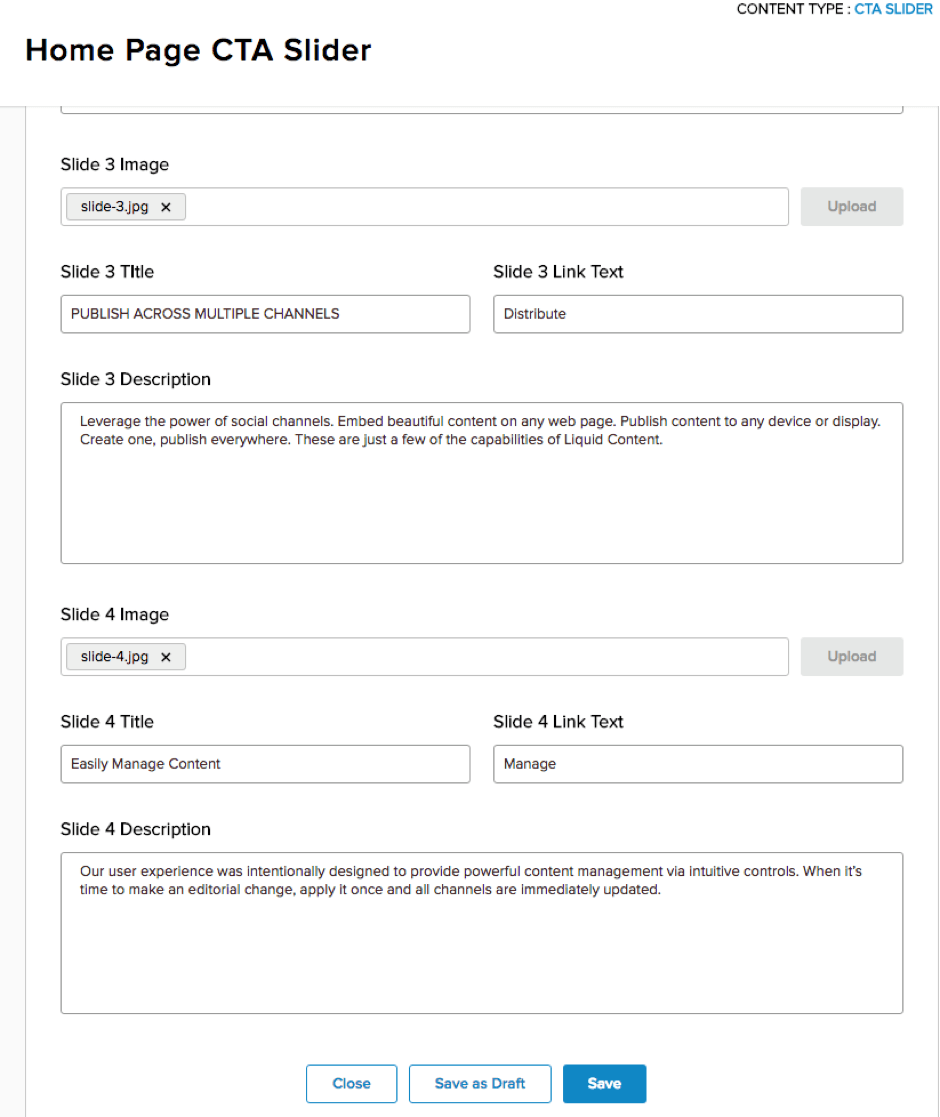 CONTENT TYPE : CTA SLIDER
Home Page CTA Slider
Slide 3 Image
slide-3.jpg ✕
Upload
Slide 3 TItle
Slide 3 Link Text
PUBLISH ACROSS MULTIPLE CHANNELS
Distribute
Slide 3 Description
Leverage the power of social channels. Embed beautiful content on any web page. Publish content to any device or display.
Create one, publish everywhere. These are just a few of the capabilities of Liquid Content.
Slide 4 Image
slide-4.jpg ✕
Upload
Slide 4 Title
Slide 4 Link Text
Easily Manage Content
Manage
Slide 4 Description
Our user experience was intentionally designed to provide powerful content management via intuitive controls. When it's
time to make an editorial change, apply it once and all channels are immediately updated.
Close
Save as Draft
Save